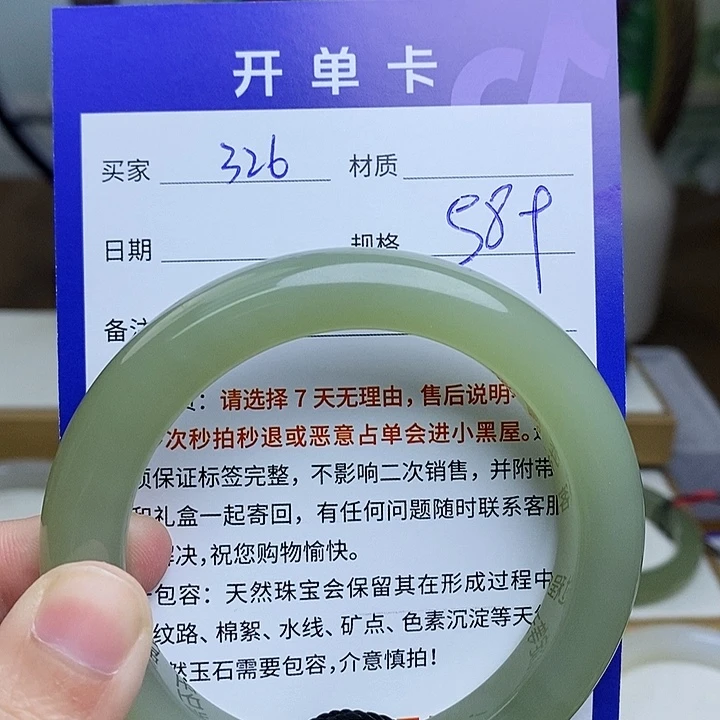 开单卡
买家 326 材质
日期 规格 58
备注
：请选择7天无理由，售后说明
次秒拍秒退或恶意占单会进小黑屋。
保证标签完整，不影响二次销售，并附带
礼盒一起寄回，有任何问题随时联系客服
解决，祝您购物愉快。
包容：天然珠宝会保留其在形成过程中
纹路、棉絮、水线、矿点、色素沉淀等天然
然玉石需要包容，介意慎拍！